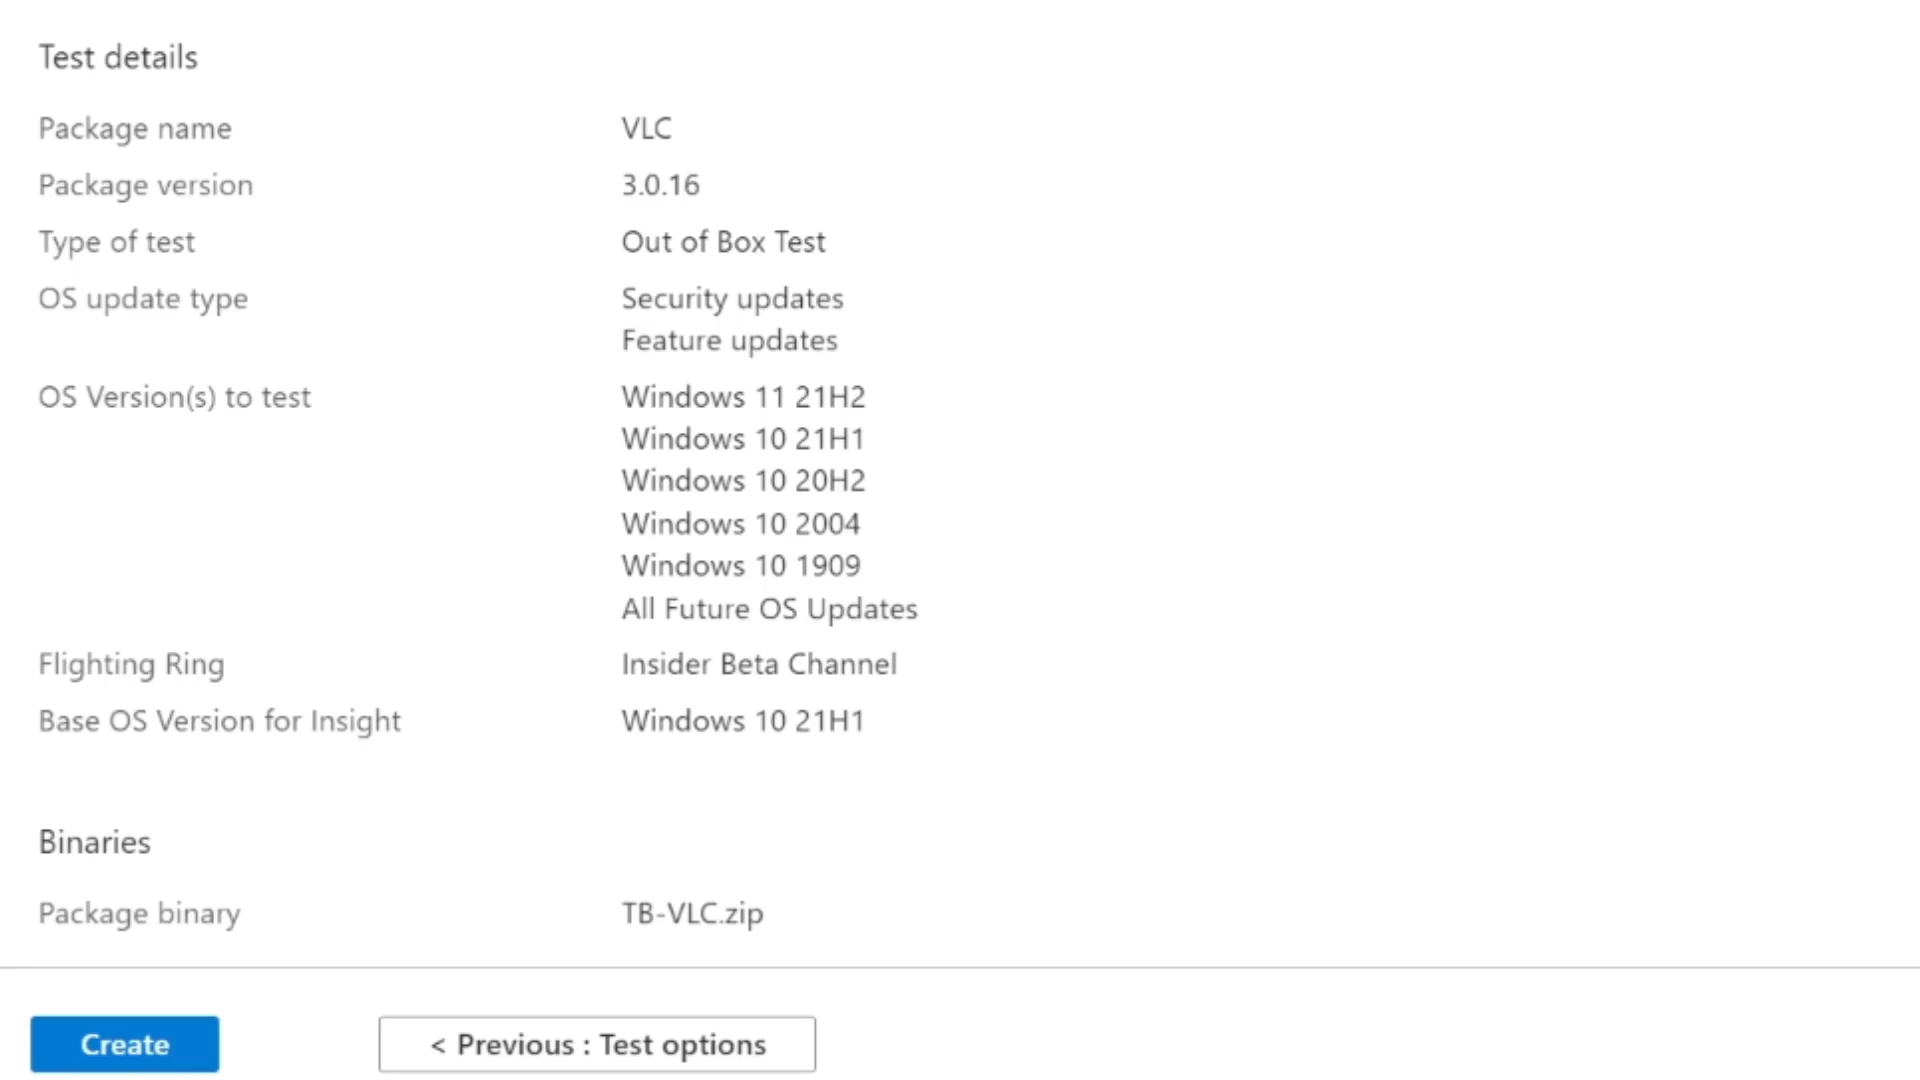 Test details
Package name VLC
Package version 3.0.16
Type of test Out of Box Test
OS update type Security updates
Feature updates
OS Version(s) to test Windows 11 21H2
Windows 10 21H1
Windows 10 20H2
Windows 10 2004
Windows 10 1909
All Future OS Updates
Flighting Ring Insider Beta Channel
Base OS Version for Insight Windows 10 21H1
Binaries
Package binary TB-VLC.zip
Create < Previous : Test options